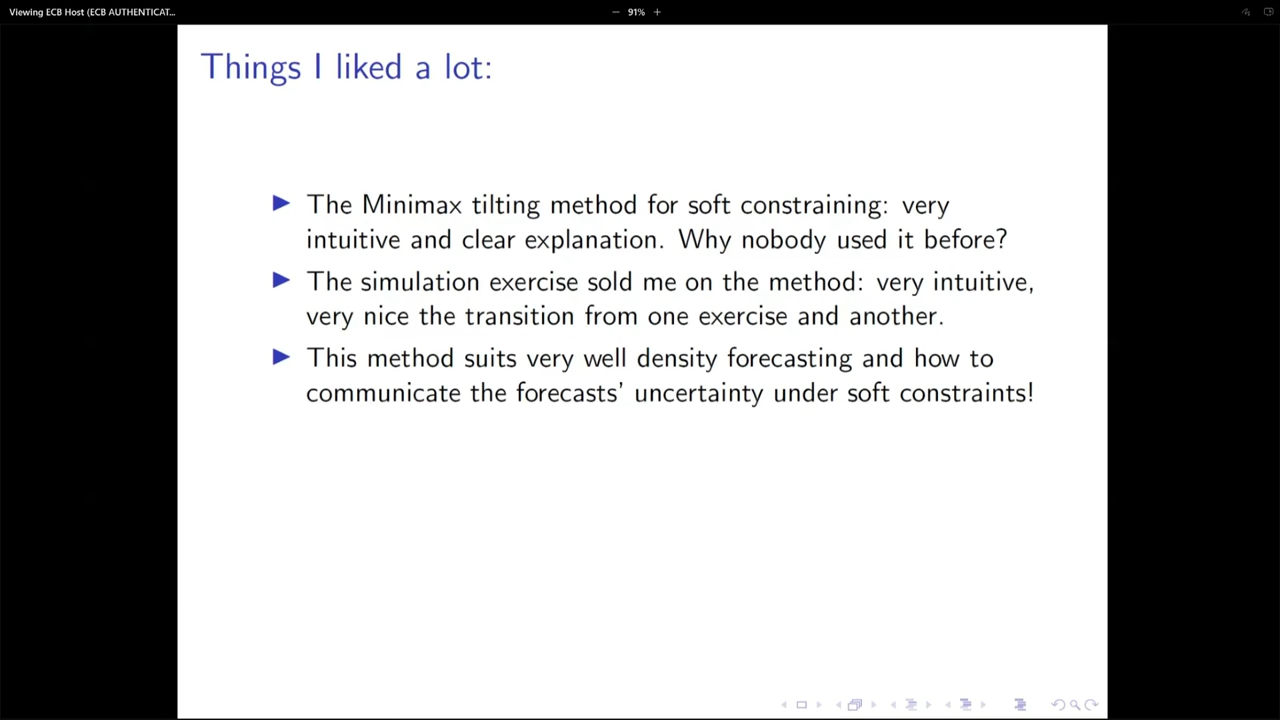 Viewing ECB Host (ECB AUTHENTICAT...
91%
Things I liked a lot:
The Minimax tilting method for soft constraining: very
intuitive and clear explanation. Why nobody used it before?
The simulation exercise sold me on the method: very intuitive,
very nice the transition from one exercise and another.
This method suits very well density forecasting and how to
communicate the forecasts' uncertainty under soft constraints!